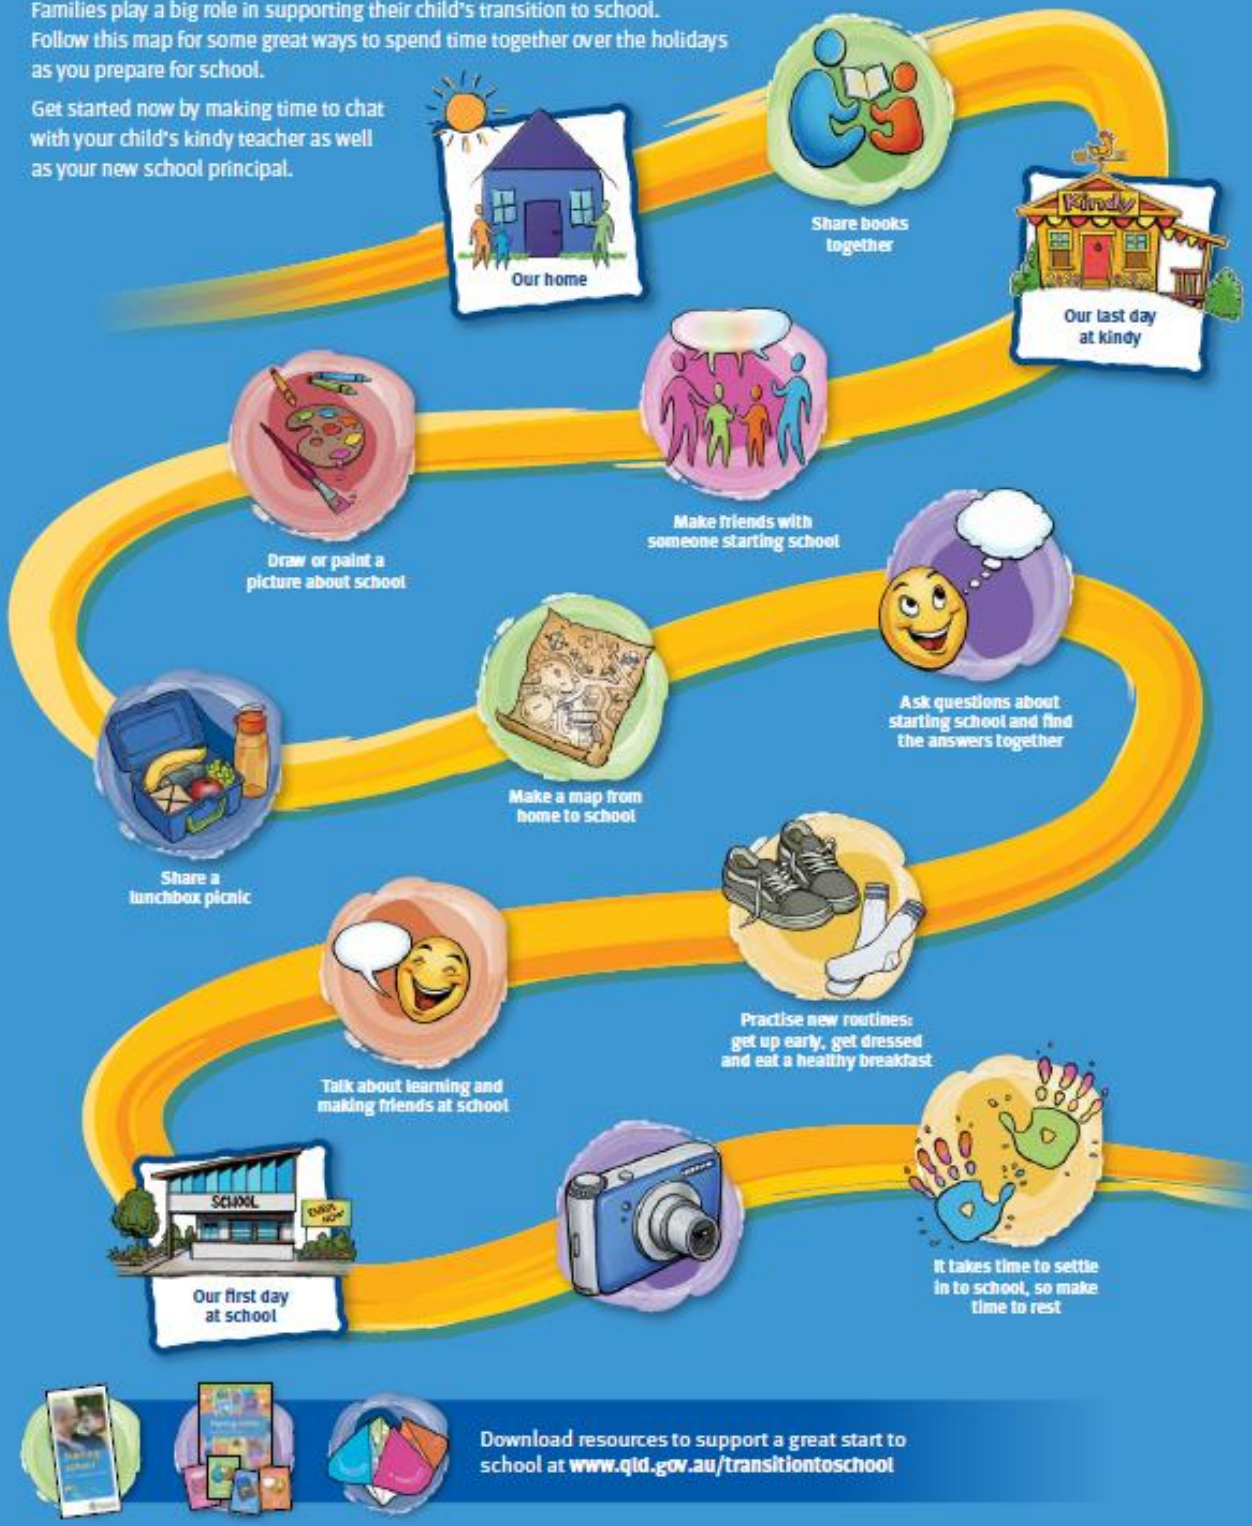 Families play a big role in supporting their child's transition to school.
Follow this map for some great ways to spend time together over the holidays
as you prepare for school.
Get started now by making time to chat
with your child's kindy teacher as well
as your new school principal.
Our home
Share books
together
Kindy
Our last day
at kindy
Make friends with
someone starting school
Draw or paint a
picture about school
Share a
lunchbox picnic
Make a map from
home to school
Ask questions about
starting school and find
the answers together
Practise new routines:
get up early, get dressed
and eat a healthy breakfast
Talk about learning and
making friends at school
SCHOOL
ENROL
NOW
Our first day
at school
It takes time to settle
in to school, so make
time to rest
Download resources to support a great start to
school at www.qld.gov.au/transitiontoschool